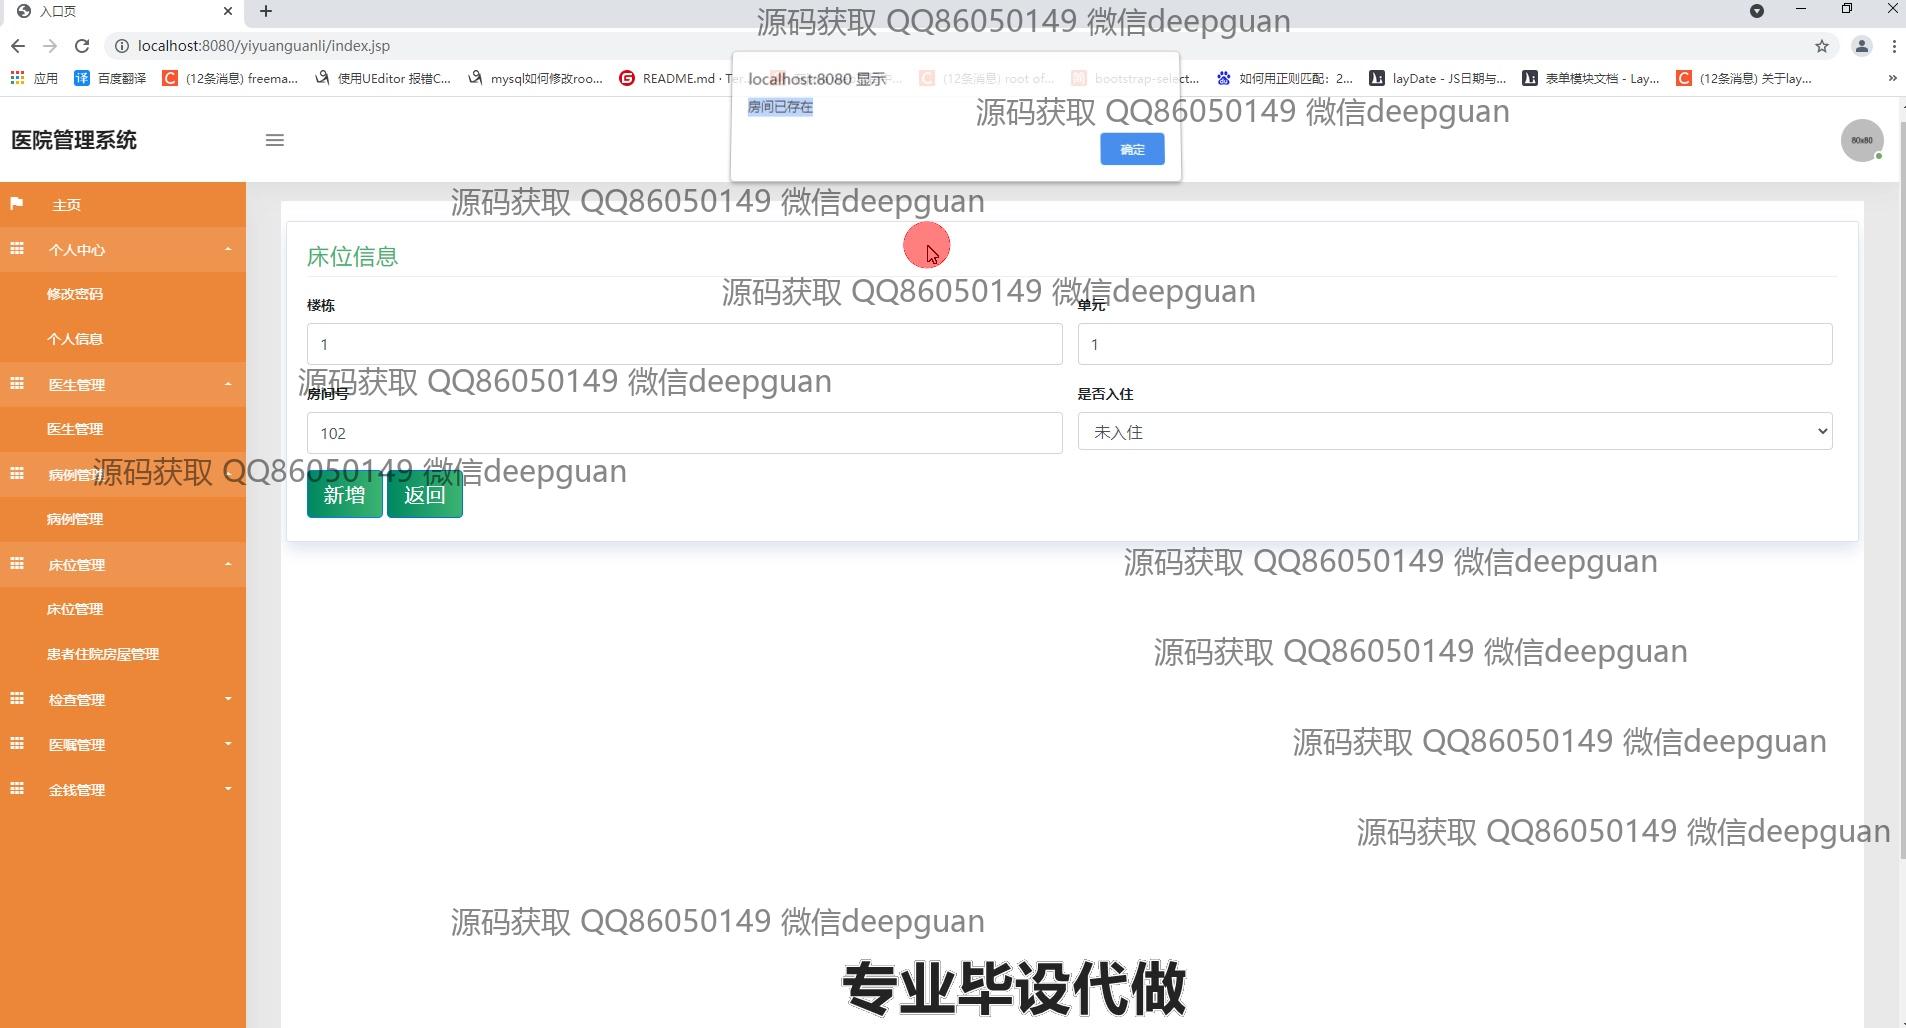 入口页
源码获取 QQ86050149 微信deepguan
localhost:8080/yiyuanguanli/index.jsp
应用
百度翻译
(12条消息) freema...
使用UEditor 报错C...
mysql如何修改roo...
README.md · Ter...
(12条消息) root of...
bootstrap-select...
如何用正则匹配：2...
layDate - JS日期与...
表单模块文档 - Lay...
(12条消息) 关于lay...
localhost:8080 显示
房间已存在
源码获取 QQ86050149 微信deepguan
确定
医院管理系统
80x80
源码获取 QQ86050149 微信deepguan
主页
个人中心
修改密码
个人信息
医生管理
医生管理
病例管理
病例管理
床位管理
床位管理
患者住院房屋管理
检查管理
医嘱管理
金钱管理
床位信息
源码获取 QQ86050149 微信deepguan
楼栋
单元
1
1
源码获取 QQ86050149 微信deepguan
房间号
是否入住
102
未入住
源码获取 QQ86050149 微信deepguan
新增
返回
源码获取 QQ86050149 微信deepguan
源码获取 QQ86050149 微信deepguan
源码获取 QQ86050149 微信deepguan
源码获取 QQ86050149 微信deepguan
源码获取 QQ86050149 微信deepguan
专业毕设代做